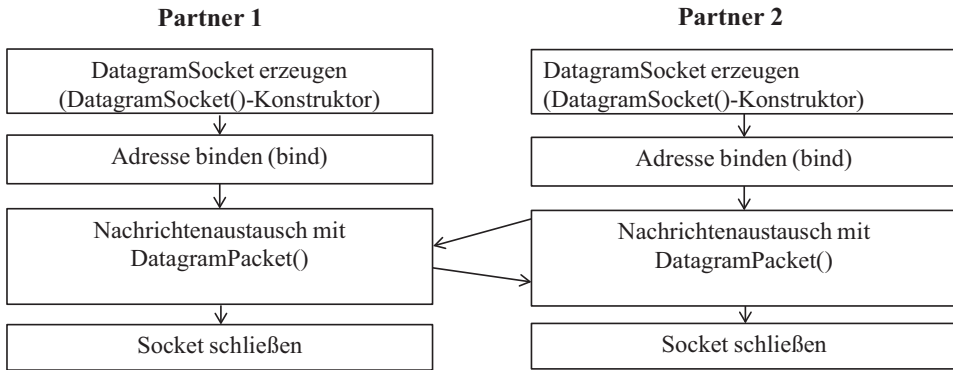 Partner 1
Partner 2
DatagramSocket erzeugen
(DatagramSocket()-Konstruktor)
DatagramSocket erzeugen
(DatagramSocket()-Konstruktor)
Adresse binden (bind)
Adresse binden (bind)
Nachrichtenaustausch mit
DatagramPacket()
Nachrichtenaustausch mit
DatagramPacket()
Socket schließen
Socket schließen